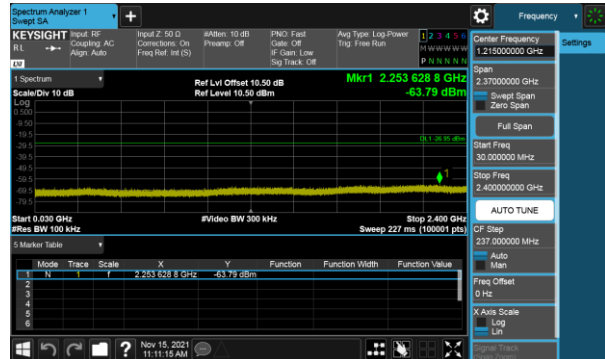 Spectrum Analyzer 1
Swept SA
+
Frequency
KEYSIGHT
RL
Input: RF
Coupling: AC
Align: Auto
Input Z: 50 Ω
Corrections: On
Freq Ref: Int (S)
#Atten: 10 dB
Preamp: Off
PNO: Fast
Gate: Off
IF Gain: Low
Sig Track: Off
Avg Type: Log-Power
Trig: Free Run
1 2 3 4 5 6
M W W W W W
P N N N N N
LW
1 Spectrum
Scale/Div 10 dB
Ref Lvl Offset 10.50 dB
Ref Level 10.50 dBm
Mkr1 2.253 628 8 GHz
-63.79 dBm
Log
0.500
-9.50
-19.5
-29.5
-39.5
-49.5
-59.5
-69.5
-79.5
1
Start 0.030 GHz
#Res BW 100 kHz
#Video BW 300 kHz
Stop 2.400 GHz
Sweep 227 ms (100001 pts)
5 Marker Table
Mode Trace Scale X Y Function Function Width Function Value
1 N 1 f 2.253 628 8 GHz -63.79 dBm
2
3
4
5
6
Nov 15, 2021
11:11:15 AM
Center Frequency
1.215000000 GHz
Span
2.37000000 GHz
Swept Span
Zero Span
Full Span
Start Freq
30.000000 MHz
Stop Freq
2.400000000 GHz
AUTO TUNE
CF Step
237.000000 MHz
Auto
Man
Freq Offset
0 Hz
X Axis Scale
Log
Lin
Signal Track
Settings